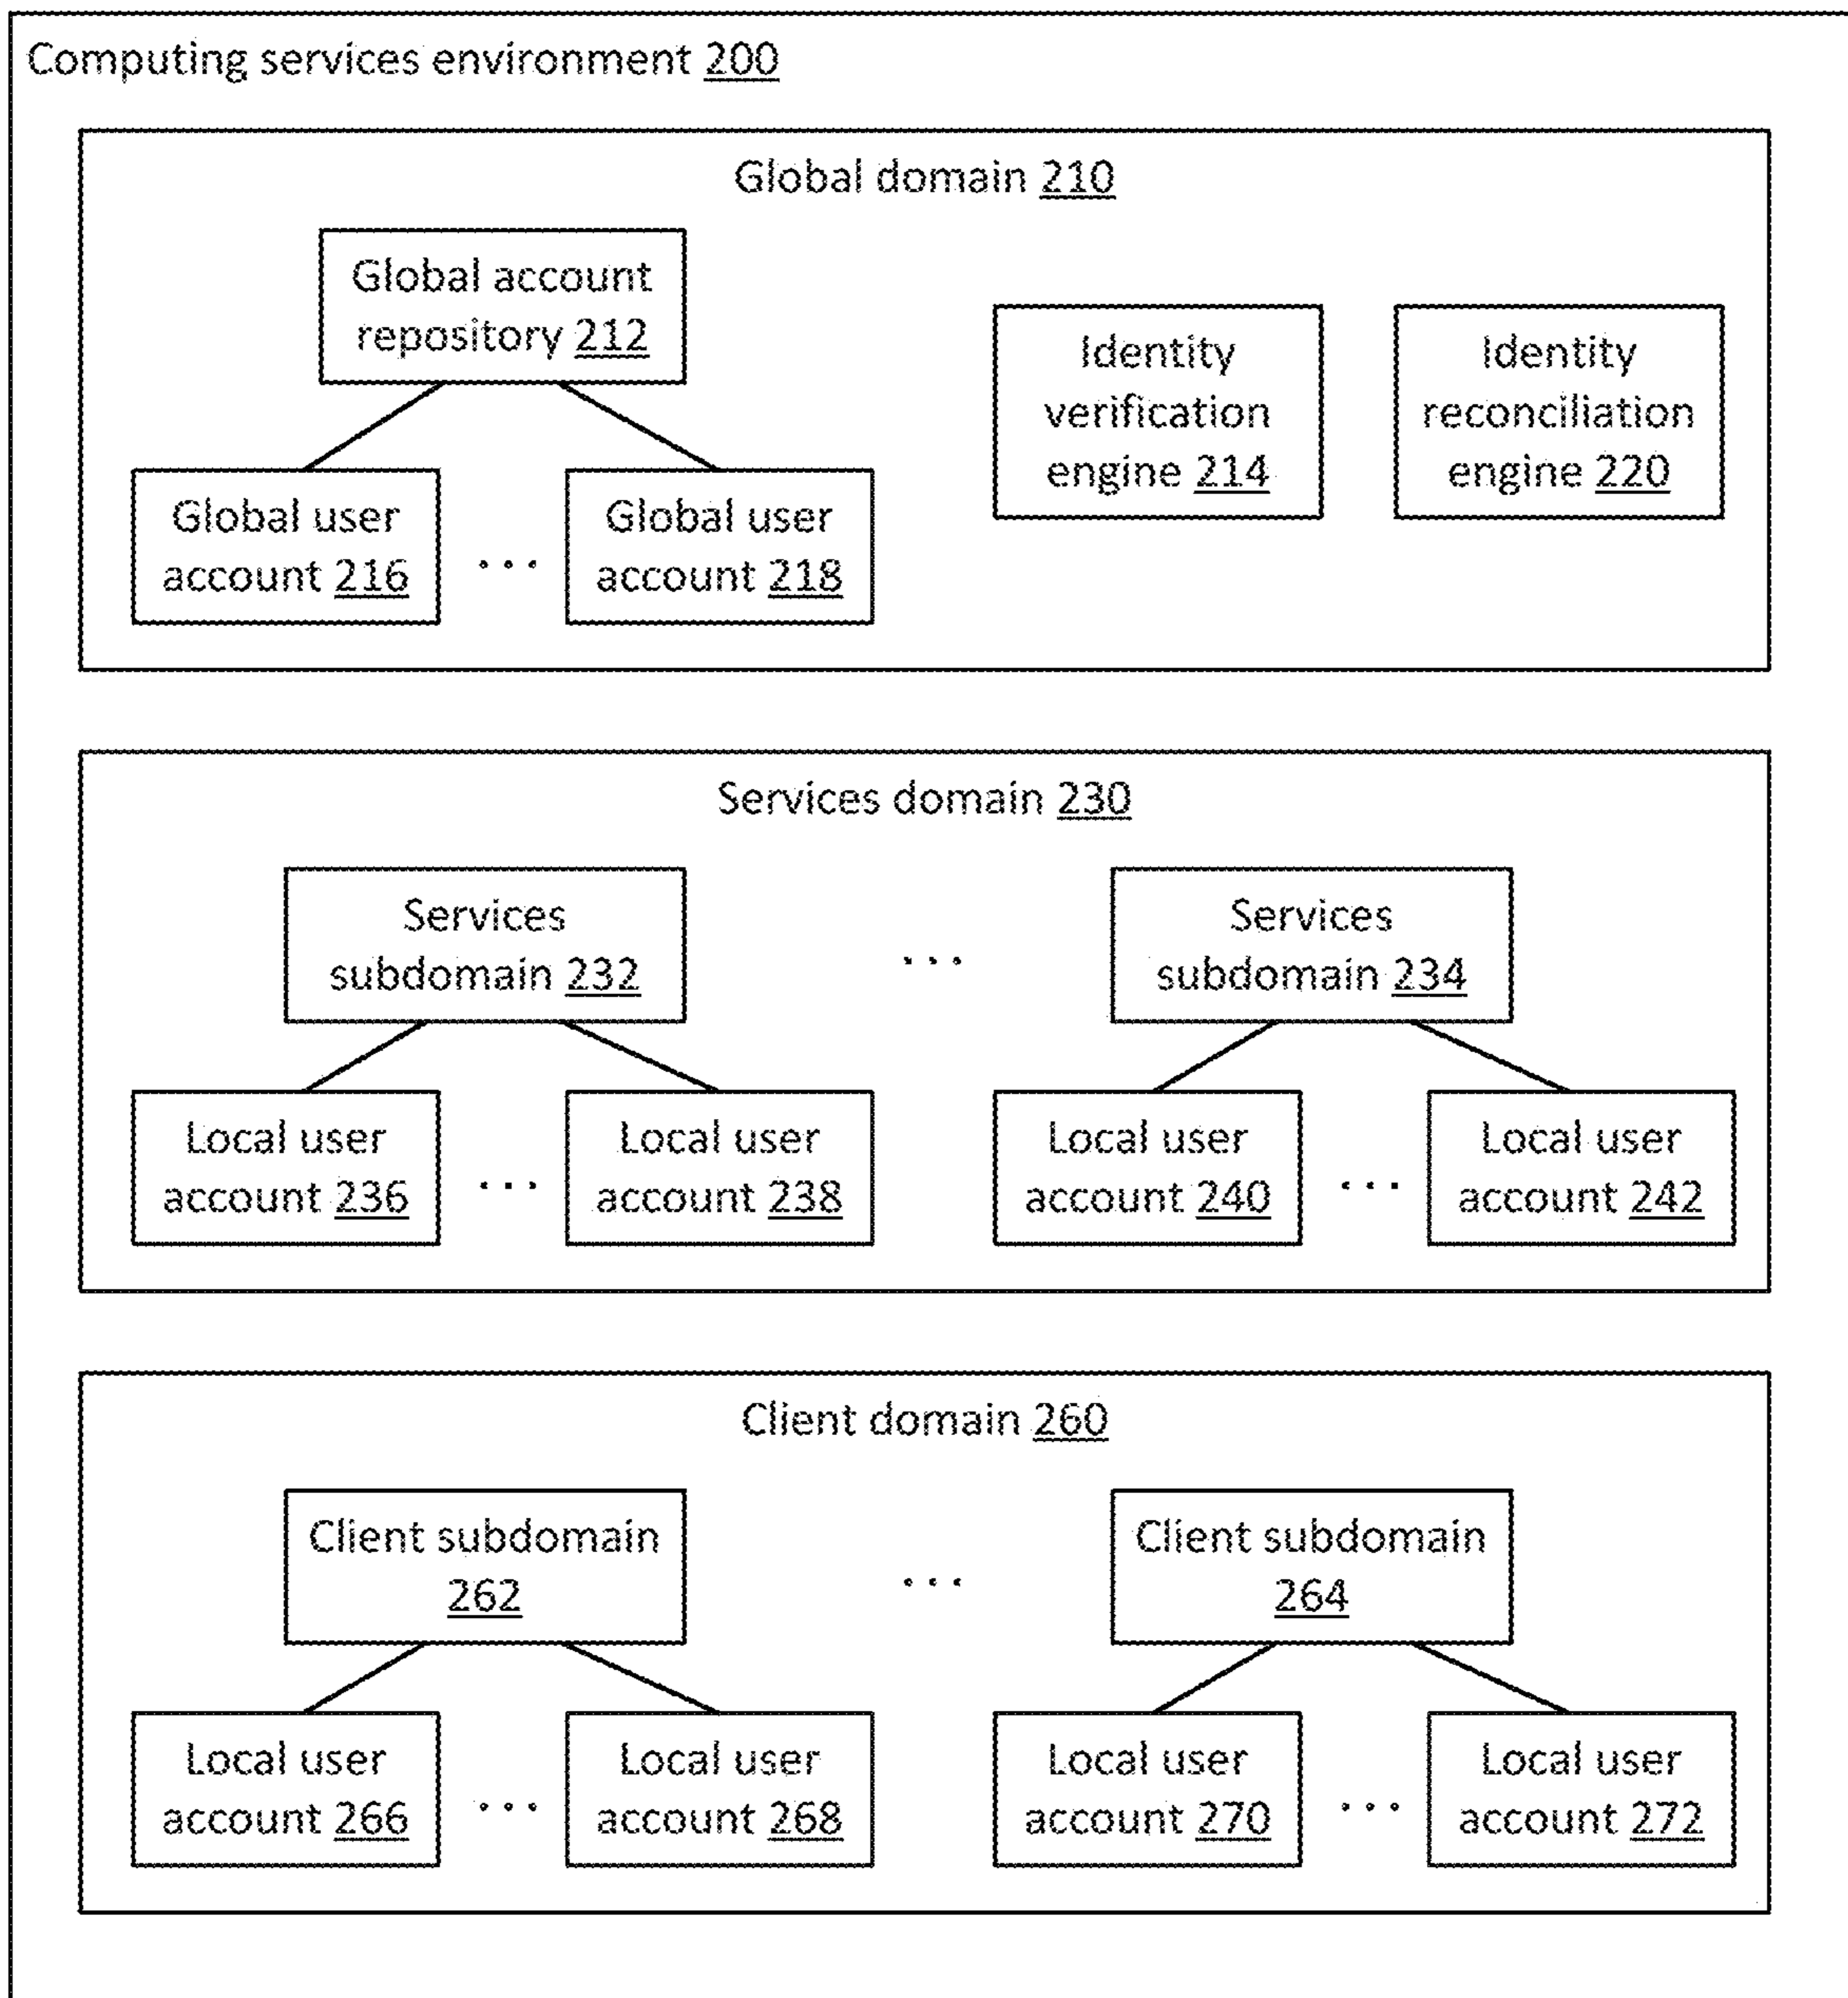 Computing services environment 200
Global domain 210
Global account
repository 212
Identity
verification
engine 214
Identity
reconciliation
engine 220
Global user
account 216
...
Global user
account 218
Services domain 230
Services
subdomain 232
...
Services
subdomain 234
Local user
account 236
...
Local user
account 238
Local user
account 240
...
Local user
account 242
Client domain 260
Client subdomain
262
...
Client subdomain
264
Local user
account 266
...
Local user
account 268
Local user
account 270
...
Local user
account 272